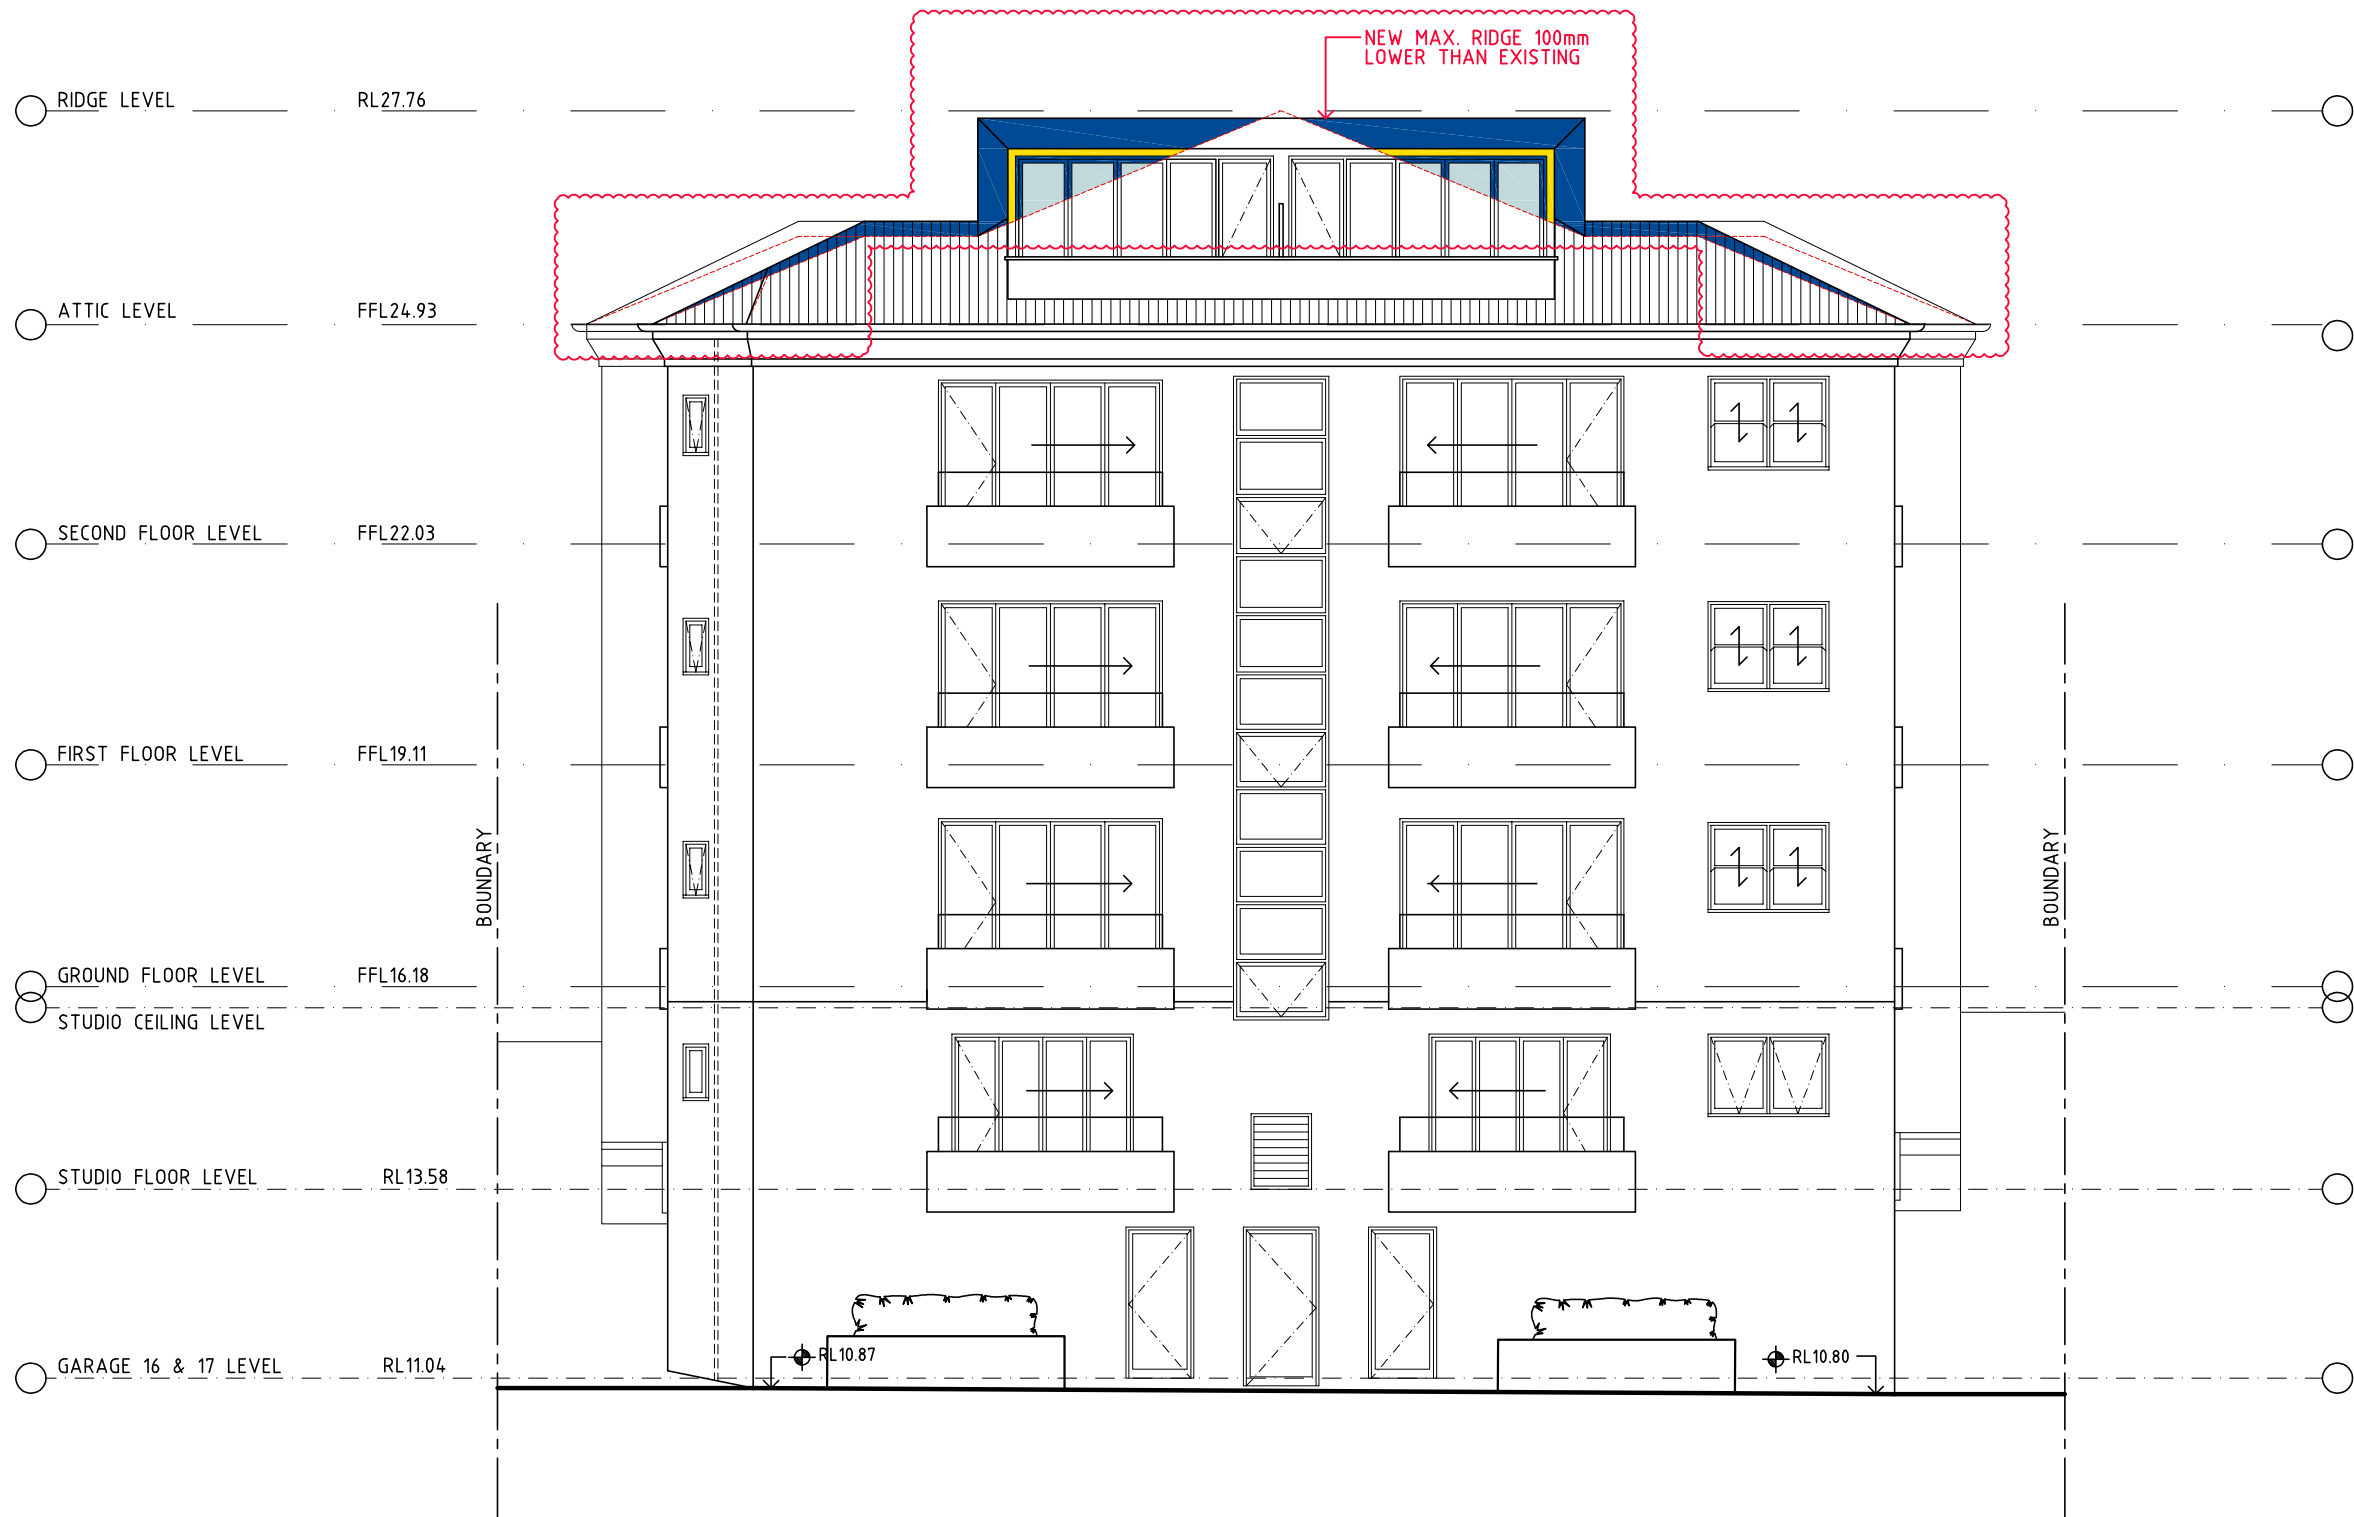 NEW MAX. RIDGE 100mm
LOWER THAN EXISTING
RIDGE LEVEL RL27.76
ATTIC LEVEL FFL24.93
SECOND FLOOR LEVEL FFL22.03
FIRST FLOOR LEVEL FFL19.11
BOUNDARY
BOUNDARY
GROUND FLOOR LEVEL FFL16.18
STUDIO CEILING LEVEL
STUDIO FLOOR LEVEL RL13.58
GARAGE 16 & 17 LEVEL RL11.04
RL10.87
RL10.80